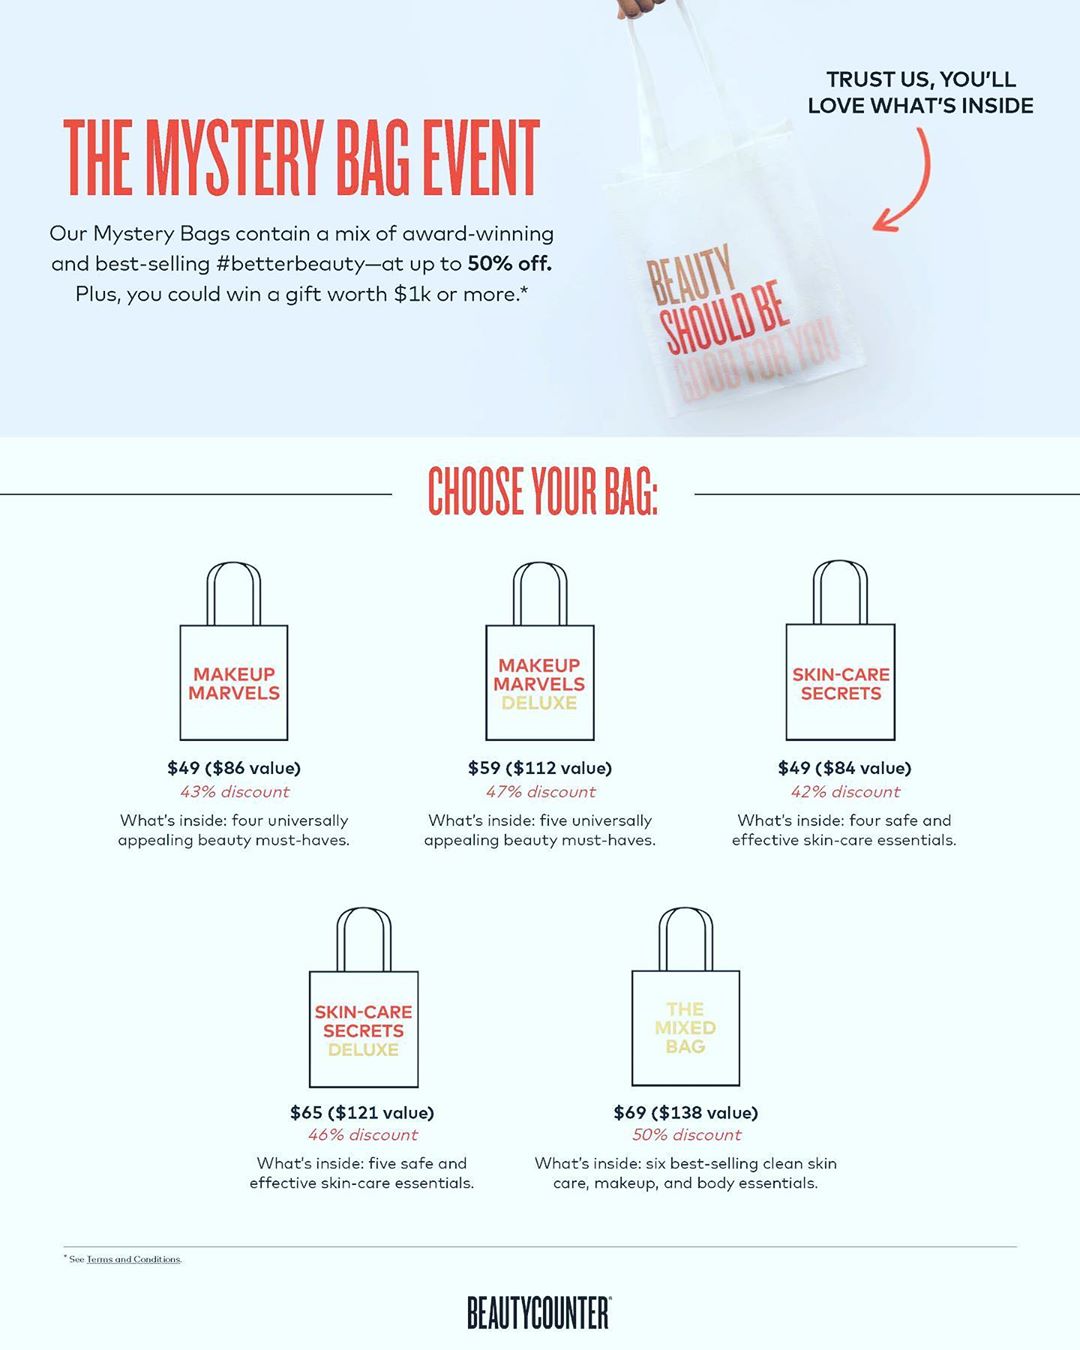 TRUST US, YOU'LL
LOVE WHAT'S INSIDE
THE MYSTERY BAG EVENT
Our Mystery Bags contain a mix of award-winning
and best-selling #betterbeauty—at up to 50% off.
Plus, you could win a gift worth $1k or more.*
BEAUTY
SHOULD BE
GOOD FOR YOU
CHOOSE YOUR BAG:
MAKEUP
MARVELS
$49 ($86 value)
43% discount
What's inside: four universally
appealing beauty must-haves.
MAKEUP
MARVELS
DELUXE
$59 ($112 value)
47% discount
What's inside: five universally
appealing beauty must-haves.
SKIN-CARE
SECRETS
$49 ($84 value)
42% discount
What's inside: four safe and
effective skin-care essentials.
SKIN-CARE
SECRETS
DELUXE
$65 ($121 value)
46% discount
What's inside: five safe and
effective skin-care essentials.
THE
MIXED
BAG
$69 ($138 value)
50% discount
What's inside: six best-selling clean skin
care, makeup, and body essentials.
* See Terms and Conditions.
BEAUTYCOUNTER